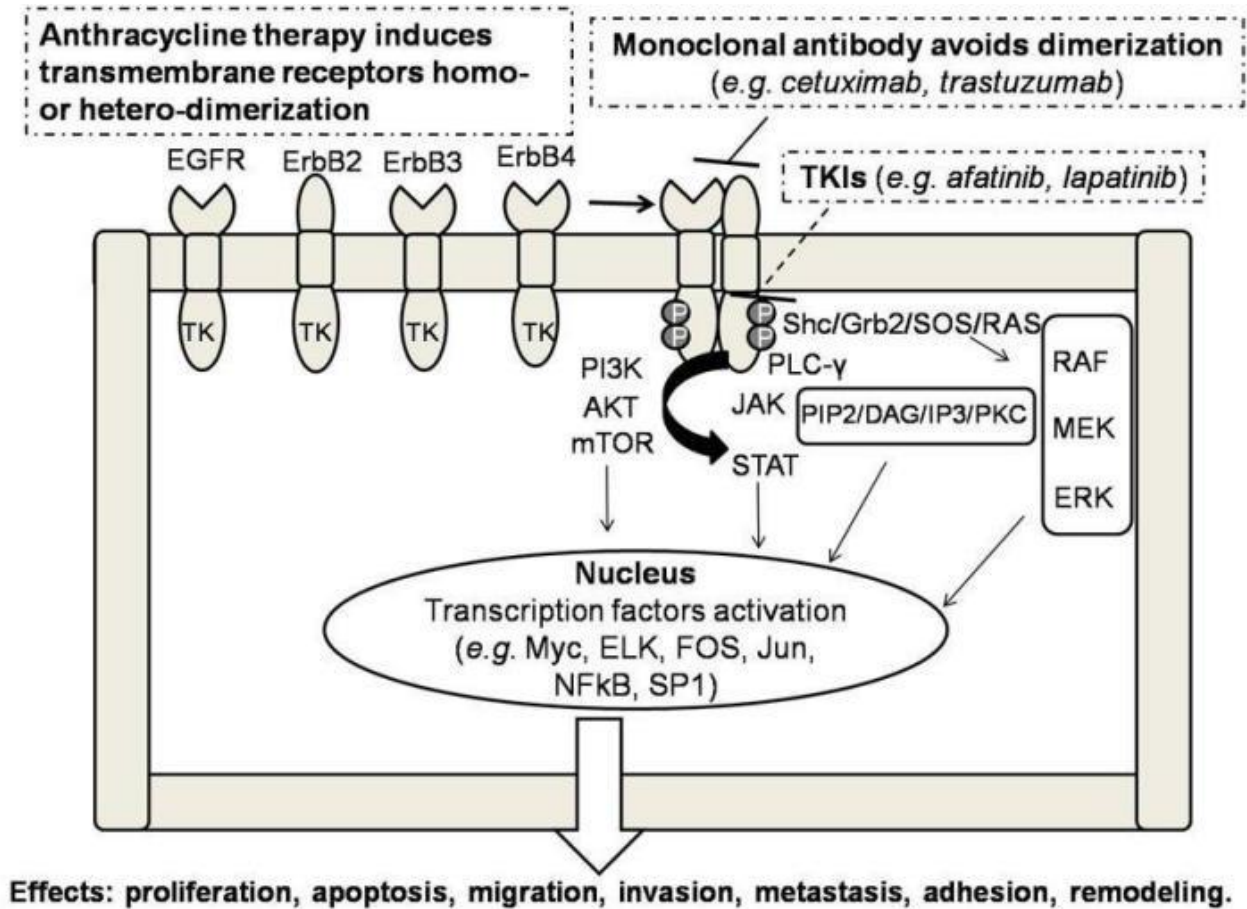 Anthracycline therapy induces
transmembrane receptors homo-
or hetero-dimerization
Monoclonal antibody avoids dimerization
(e.g. cetuximab, trastuzumab)
EGFR
ErbB2
ErbB3
ErbB4
TKIs (e.g. afatinib, lapatinib)
TK
TK
TK
TK
P
P
P
P
Shc/Grb2/SOS/RAS
PLC-γ
PI3K
AKT
mTOR
JAK
STAT
PIP2/DAG/IP3/PKC
RAF
MEK
ERK
Nucleus
Transcription factors activation
(e.g. Myc, ELK, FOS, Jun,
NFkB, SP1)
Effects: proliferation, apoptosis, migration, invasion, metastasis, adhesion, remodeling.